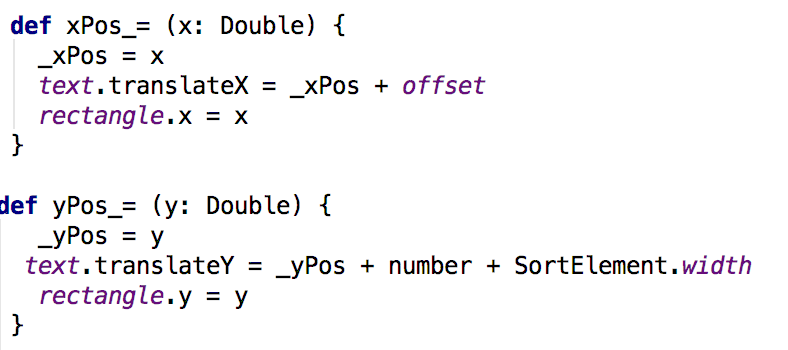 def xPos_= (x: Double) {
  _xPos = x
  text.translateX = _xPos + offset
  rectangle.x = x
}
def yPos_= (y: Double) {
  _yPos = y
 text.translateY = _yPos + number + SortElement.width
  rectangle.y = y
}